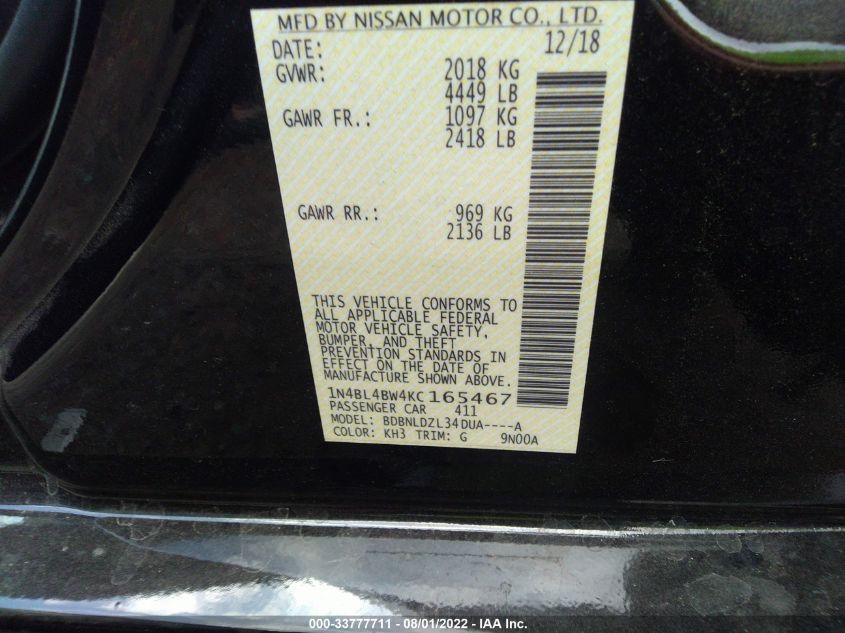 MFD BY NISSAN MOTOR CO., LTD.
DATE: 12/18
GVWR: 2018 KG
4449 LB
GAWR FR.: 1097 KG
2418 LB
GAWR RR.: 969 KG
2136 LB
THIS VEHICLE CONFORMS TO
ALL APPLICABLE FEDERAL
MOTOR VEHICLE SAFETY,
BUMPER, AND THEFT
PREVENTION STANDARDS IN
EFFECT ON THE DATE OF
MANUFACTURE SHOWN ABOVE.
1N4BL4BW4KC165467
PASSENGER CAR 411
MODEL: BDBNLDZL34DUA----A
COLOR: KH3 TRIM: G 9N00A
000-33777711 - 08/01/2022 - IAA Inc.